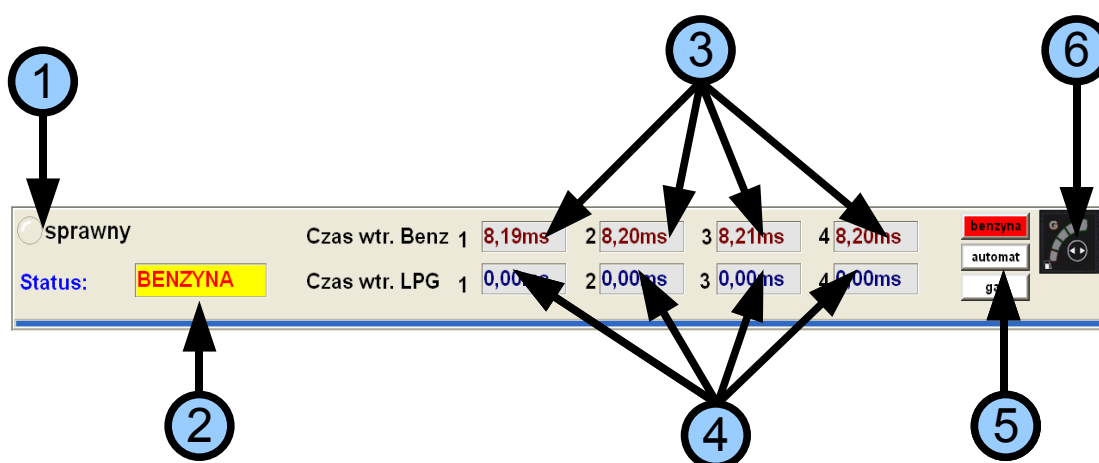 3
6
1
sprawny
Czas wtr. Benz 1 8,19ms 2 8,20ms 3 8,21ms 4 8,20ms
benzyna
G
automat
Status: BENZYNA
Czas wtr. LPG 1 0,00ms 2 0,00ms 3 0,00ms 4 0,00ms
2
4
5